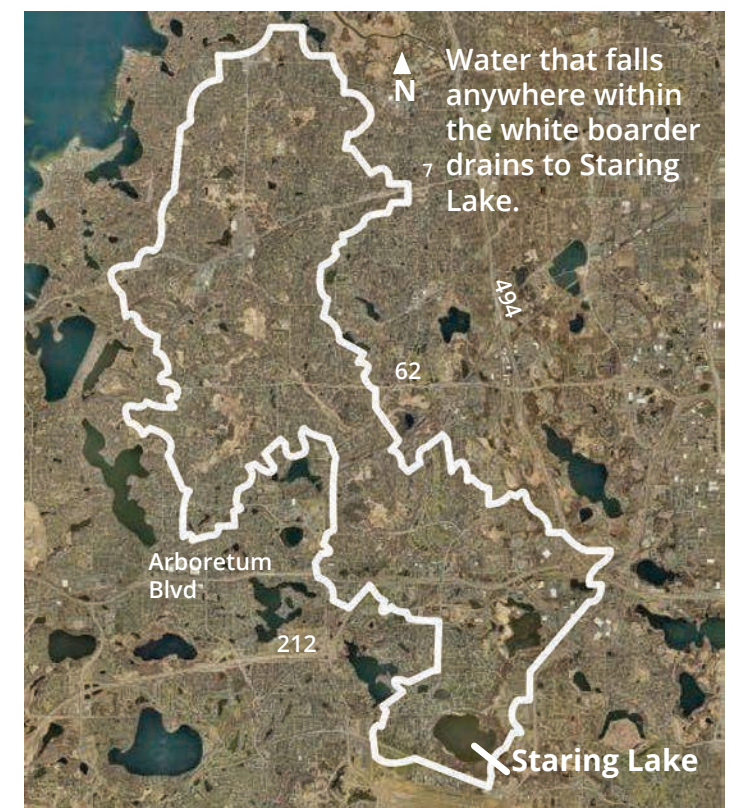 N
Water that falls
anywhere within
the white boarder
drains to Staring
Lake.
7
494
62
Arboretum
Blvd
212
Staring Lake